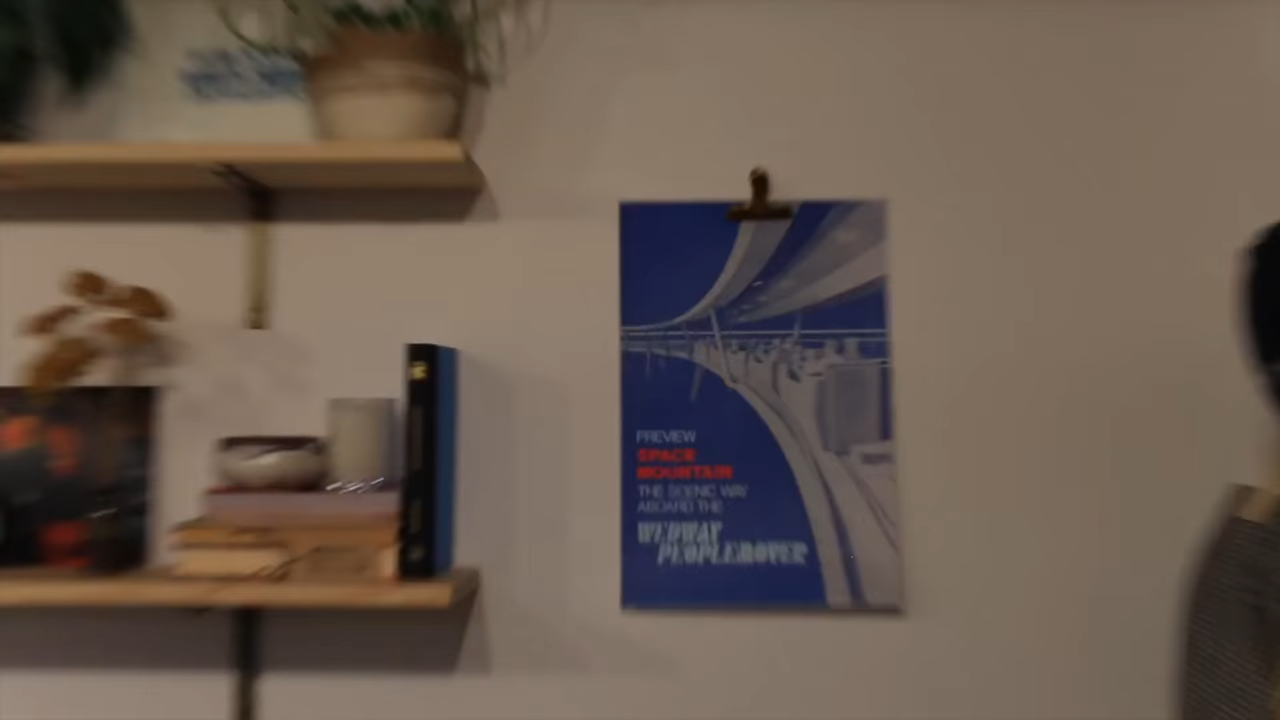 PREVIEW
SPACE
MOUNTAIN
THE SCENIC WAY
ABOARD THE
WEDWAY
PEOPLEMOVER